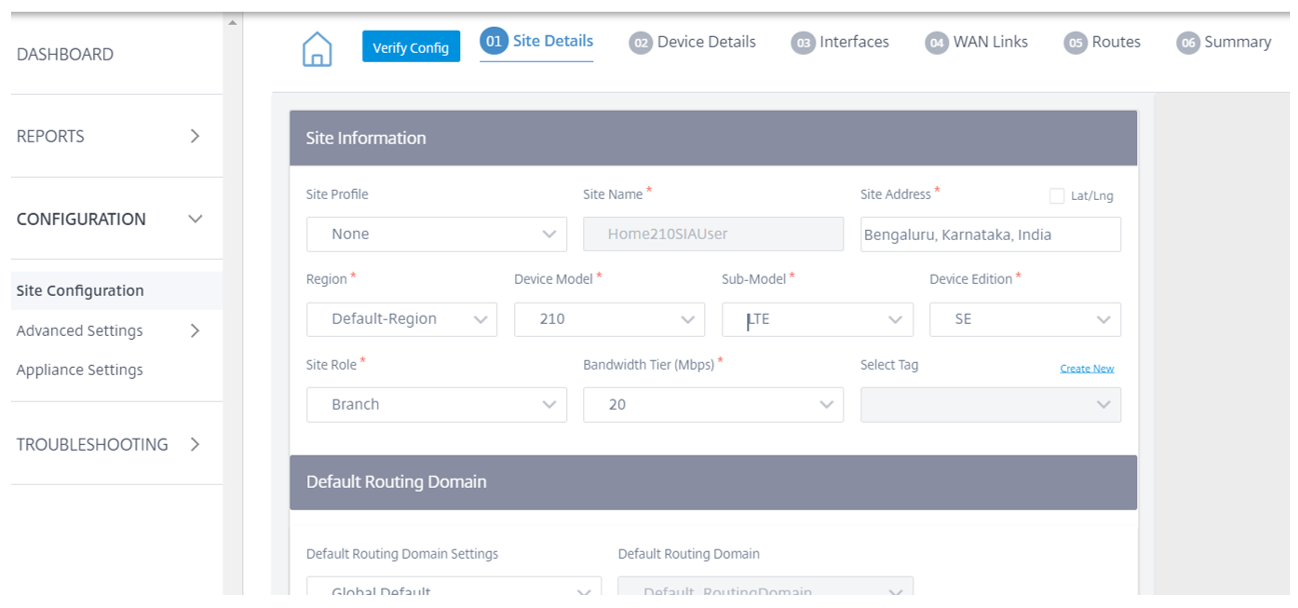 DASHBOARD
REPORTS
CONFIGURATION
Site Configuration
Advanced Settings
Appliance Settings
TROUBLESHOOTING
Verify Config
01 Site Details
02 Device Details
03 Interfaces
04 WAN Links
05 Routes
06 Summary
Site Information
Site Profile
Site Name *
Site Address *
Lat/Lng
None
Home210SIAUser
Bengaluru, Karnataka, India
Region *
Device Model *
Sub-Model *
Device Edition *
Default-Region
210
LTE
SE
Site Role *
Bandwidth Tier (Mbps) *
Select Tag
Create New
Branch
20
Default Routing Domain
Default Routing Domain Settings
Default Routing Domain
Global Default
Default_RoutingDomain